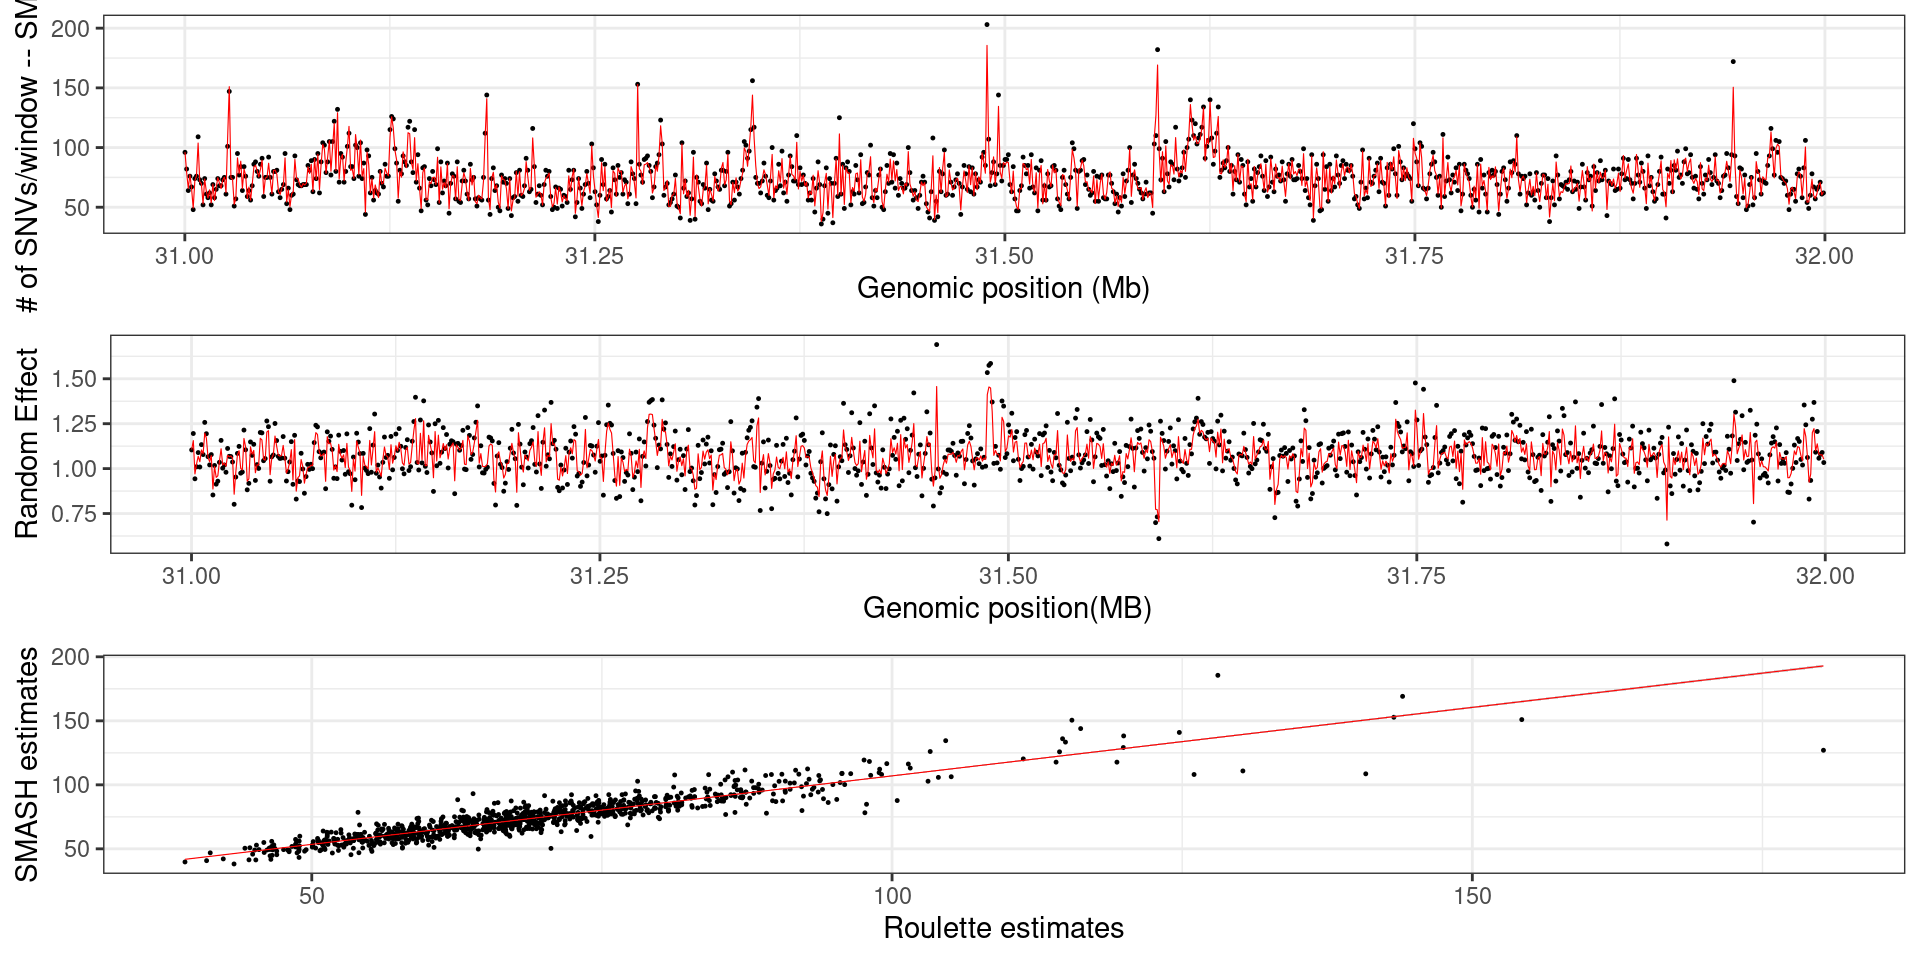 # of SNVs/window -- SM
200
150
100
50
31.00 31.25 31.50 31.75 32.00
Genomic position (Mb)
Random Effect
1.50
1.25
1.00
0.75
31.00 31.25 31.50 31.75 32.00
Genomic position(MB)
SMASH estimates
200
150
100
50
50 100 150
Roulette estimates